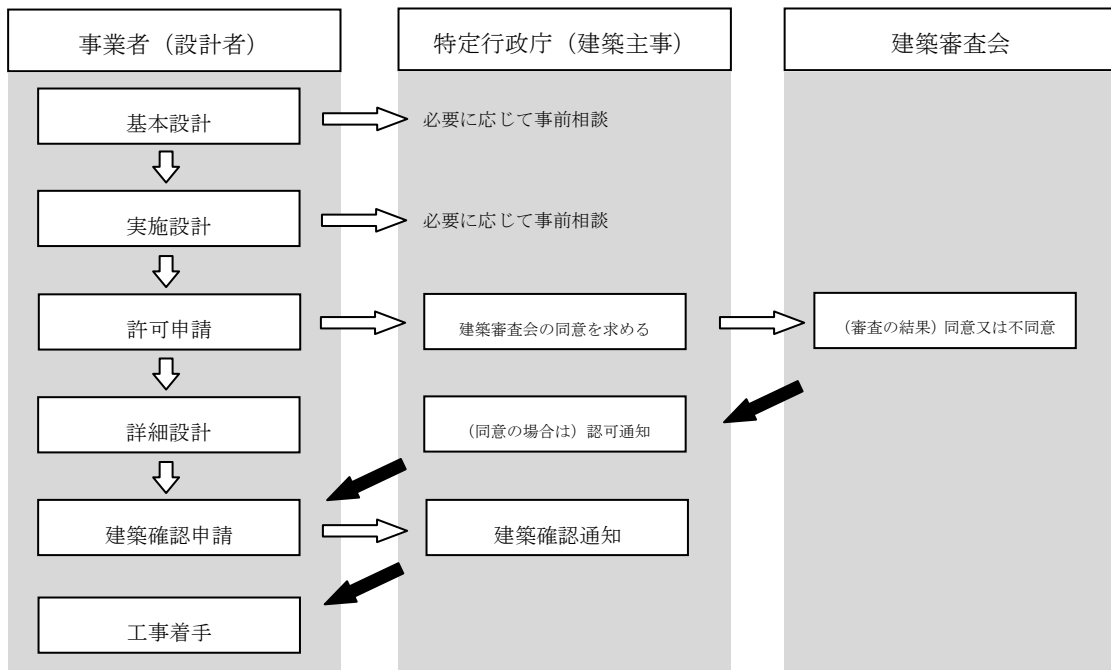 事業者（設計者）
特定行政庁（建築主事）
建築審査会
基本設計
必要に応じて事前相談
実施設計
必要に応じて事前相談
許可申請
建築審査会の同意を求める
（審査の結果）同意又は不同意
詳細設計
（同意の場合は）認可通知
建築確認申請
建築確認通知
工事着手